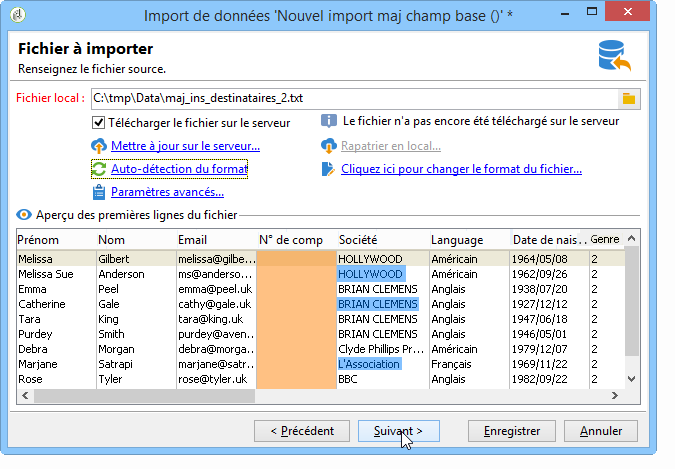 Import de données 'Nouvel import maj champ base ()' *
Fichier à importer
Renseignez le fichier source.
Fichier local : C:\tmp\Data\maj_ins_destinataires_2.txt
Télécharger le fichier sur le serveur Le fichier n'a pas encore été téléchargé sur le serveur
Mettre à jour sur le serveur... Rapatrier en local...
Auto-détection du format Cliquez ici pour changer le format du fichier...
Paramètres avancés...
Aperçu des premières lignes du fichier
Prénom Nom Email N° de comp Société Language Date de nais... Genre
Melissa Gilbert melissa@gilbe... HOLLYWOOD Américain 1964/05/08 2
Melissa Sue Anderson ms@anderso... HOLLYWOOD Américain 1962/09/26 2
Emma Peel emma@peel.uk BRIAN CLEMENS Anglais 1938/07/20 2
Catherine Gale cathy@gale.uk BRIAN CLEMENS Anglais 1927/12/12 2
Tara King tara@king.uk BRIAN CLEMENS Anglais 1947/06/18 2
Purdey Smith purdey@aven... BRIAN CLEMENS Anglais 1946/05/01 2
Debra Morgan debra@morga... Clyde Phillips Pr... Américain 1979/12/07 2
Marjane Satrapi marjane@satr... L'Association Français 1969/11/22 2
Rose Tyler rose@tyler.uk BBC Anglais 1982/09/22 2
< Précédent Suivant > Enregistrer Annuler